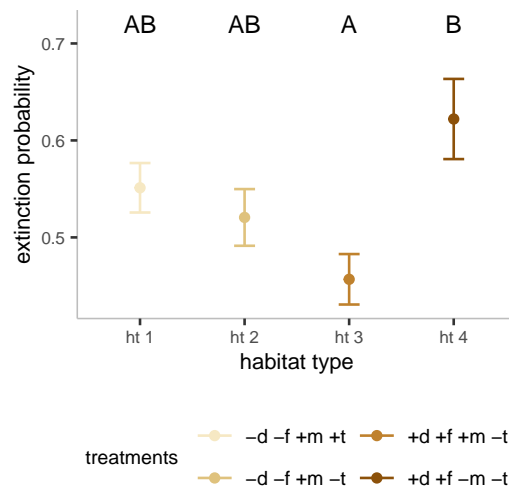 AB AB A B
0.7
0.6
0.5
extinction probability
ht 1 ht 2 ht 3 ht 4
habitat type
treatments
−d −f +m +t
−d −f +m −t
+d +f +m −t
+d +f −m −t